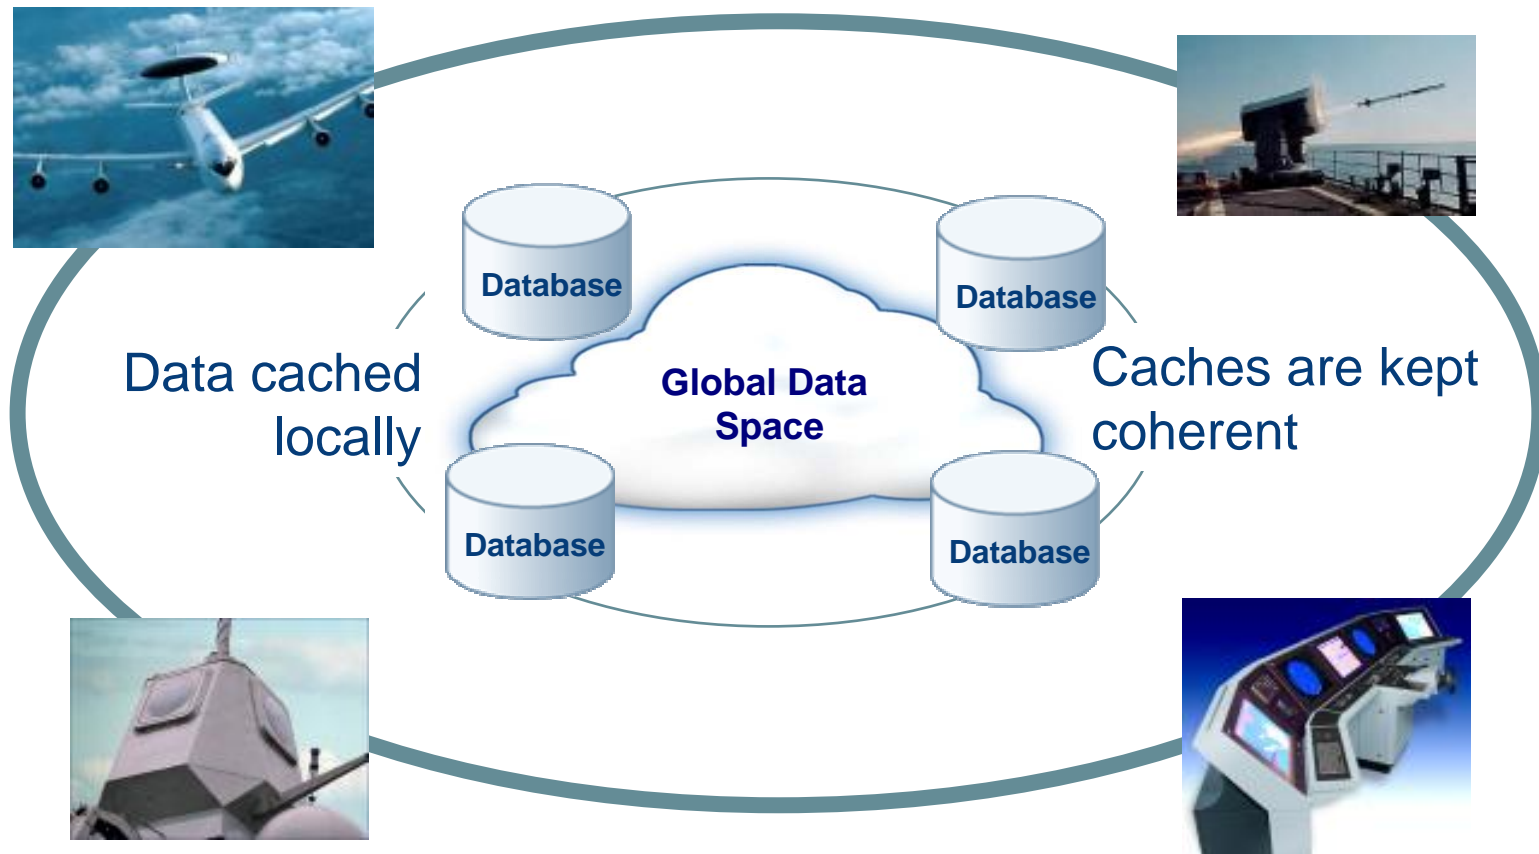 Database
Database
Data cached
locally
Global Data
Space
Caches are kept
coherent
Database
Database